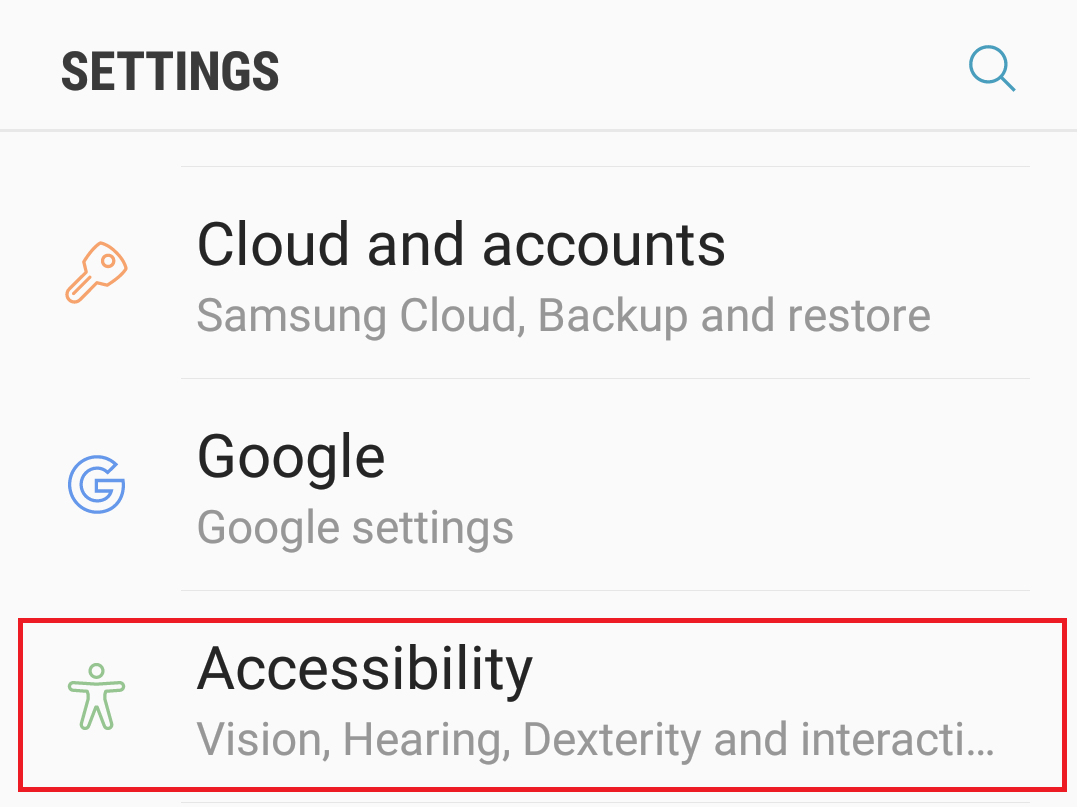 SETTINGS
Cloud and accounts
Samsung Cloud, Backup and restore
Google
Google settings
Accessibility
Vision, Hearing, Dexterity and interacti...